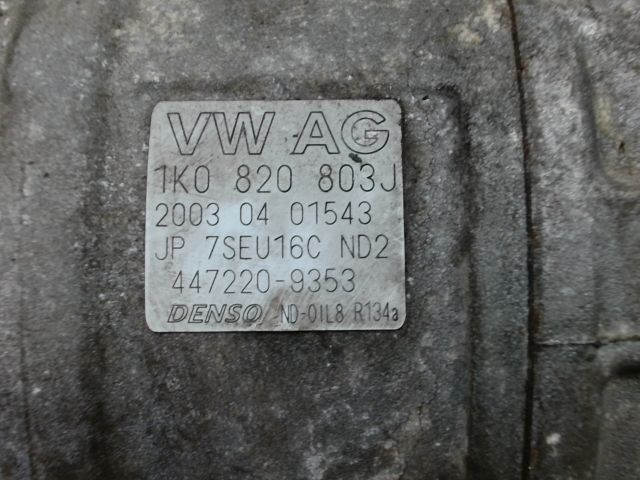 VW AG
1K0 820 803J
2003 04 01543
JP 7SEU16C ND2
447220-9353
DENSO ND-OIL8 R134a